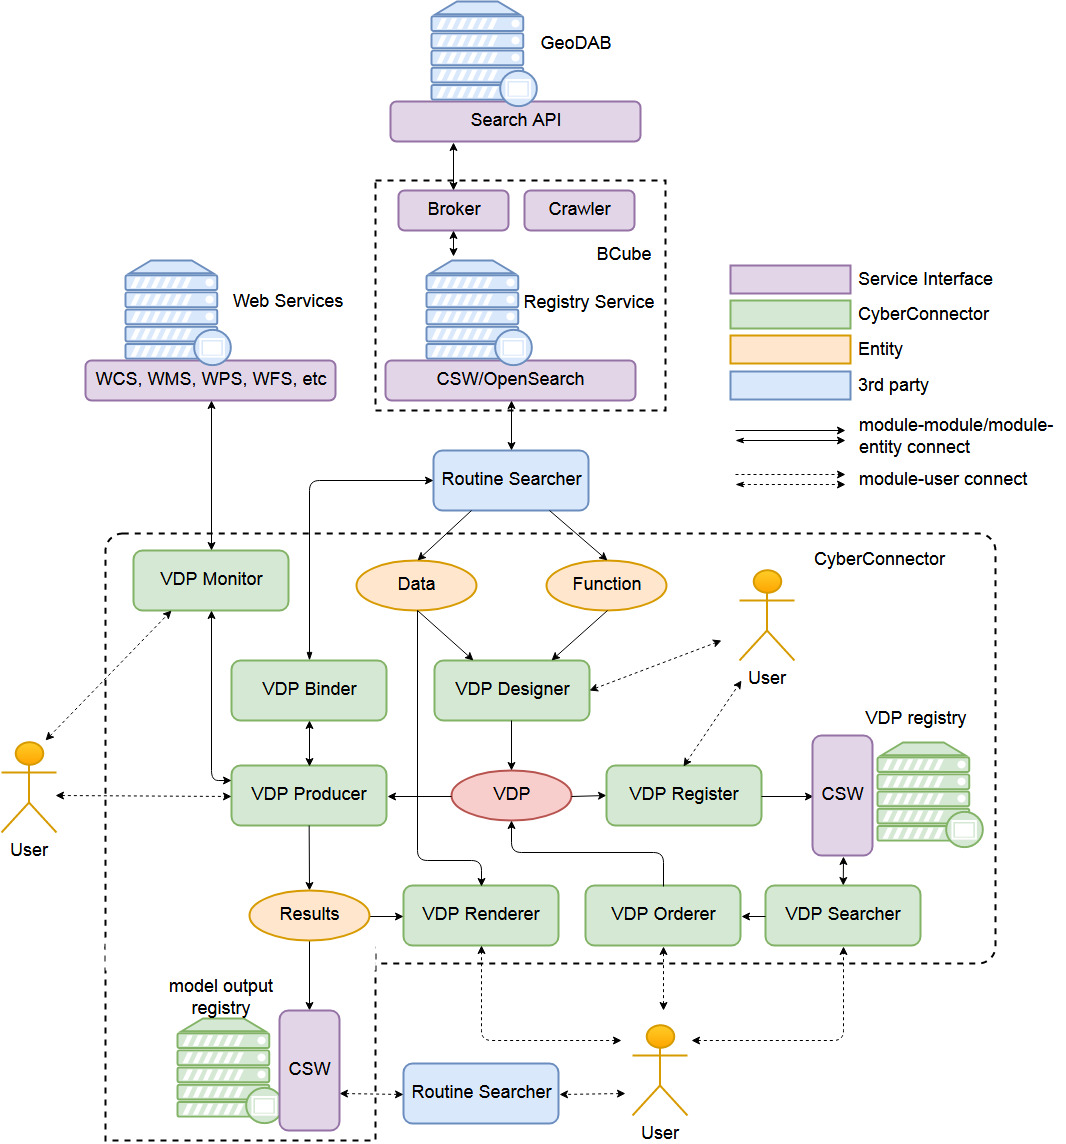 GeoDAB
Search API
Broker
Crawler
BCube
Web Services
Registry Service
Service Interface
CyberConnector
Entity
3rd party
WCS, WMS, WPS, WFS, etc
CSW/OpenSearch
module-module/module-
entity connect
module-user connect
Routine Searcher
CyberConnector
VDP Monitor
Data
Function
User
VDP Binder
VDP Designer
VDP registry
VDP Producer
VDP
VDP Register
CSW
User
Results
VDP Renderer
VDP Orderer
VDP Searcher
model output
registry
CSW
Routine Searcher
User